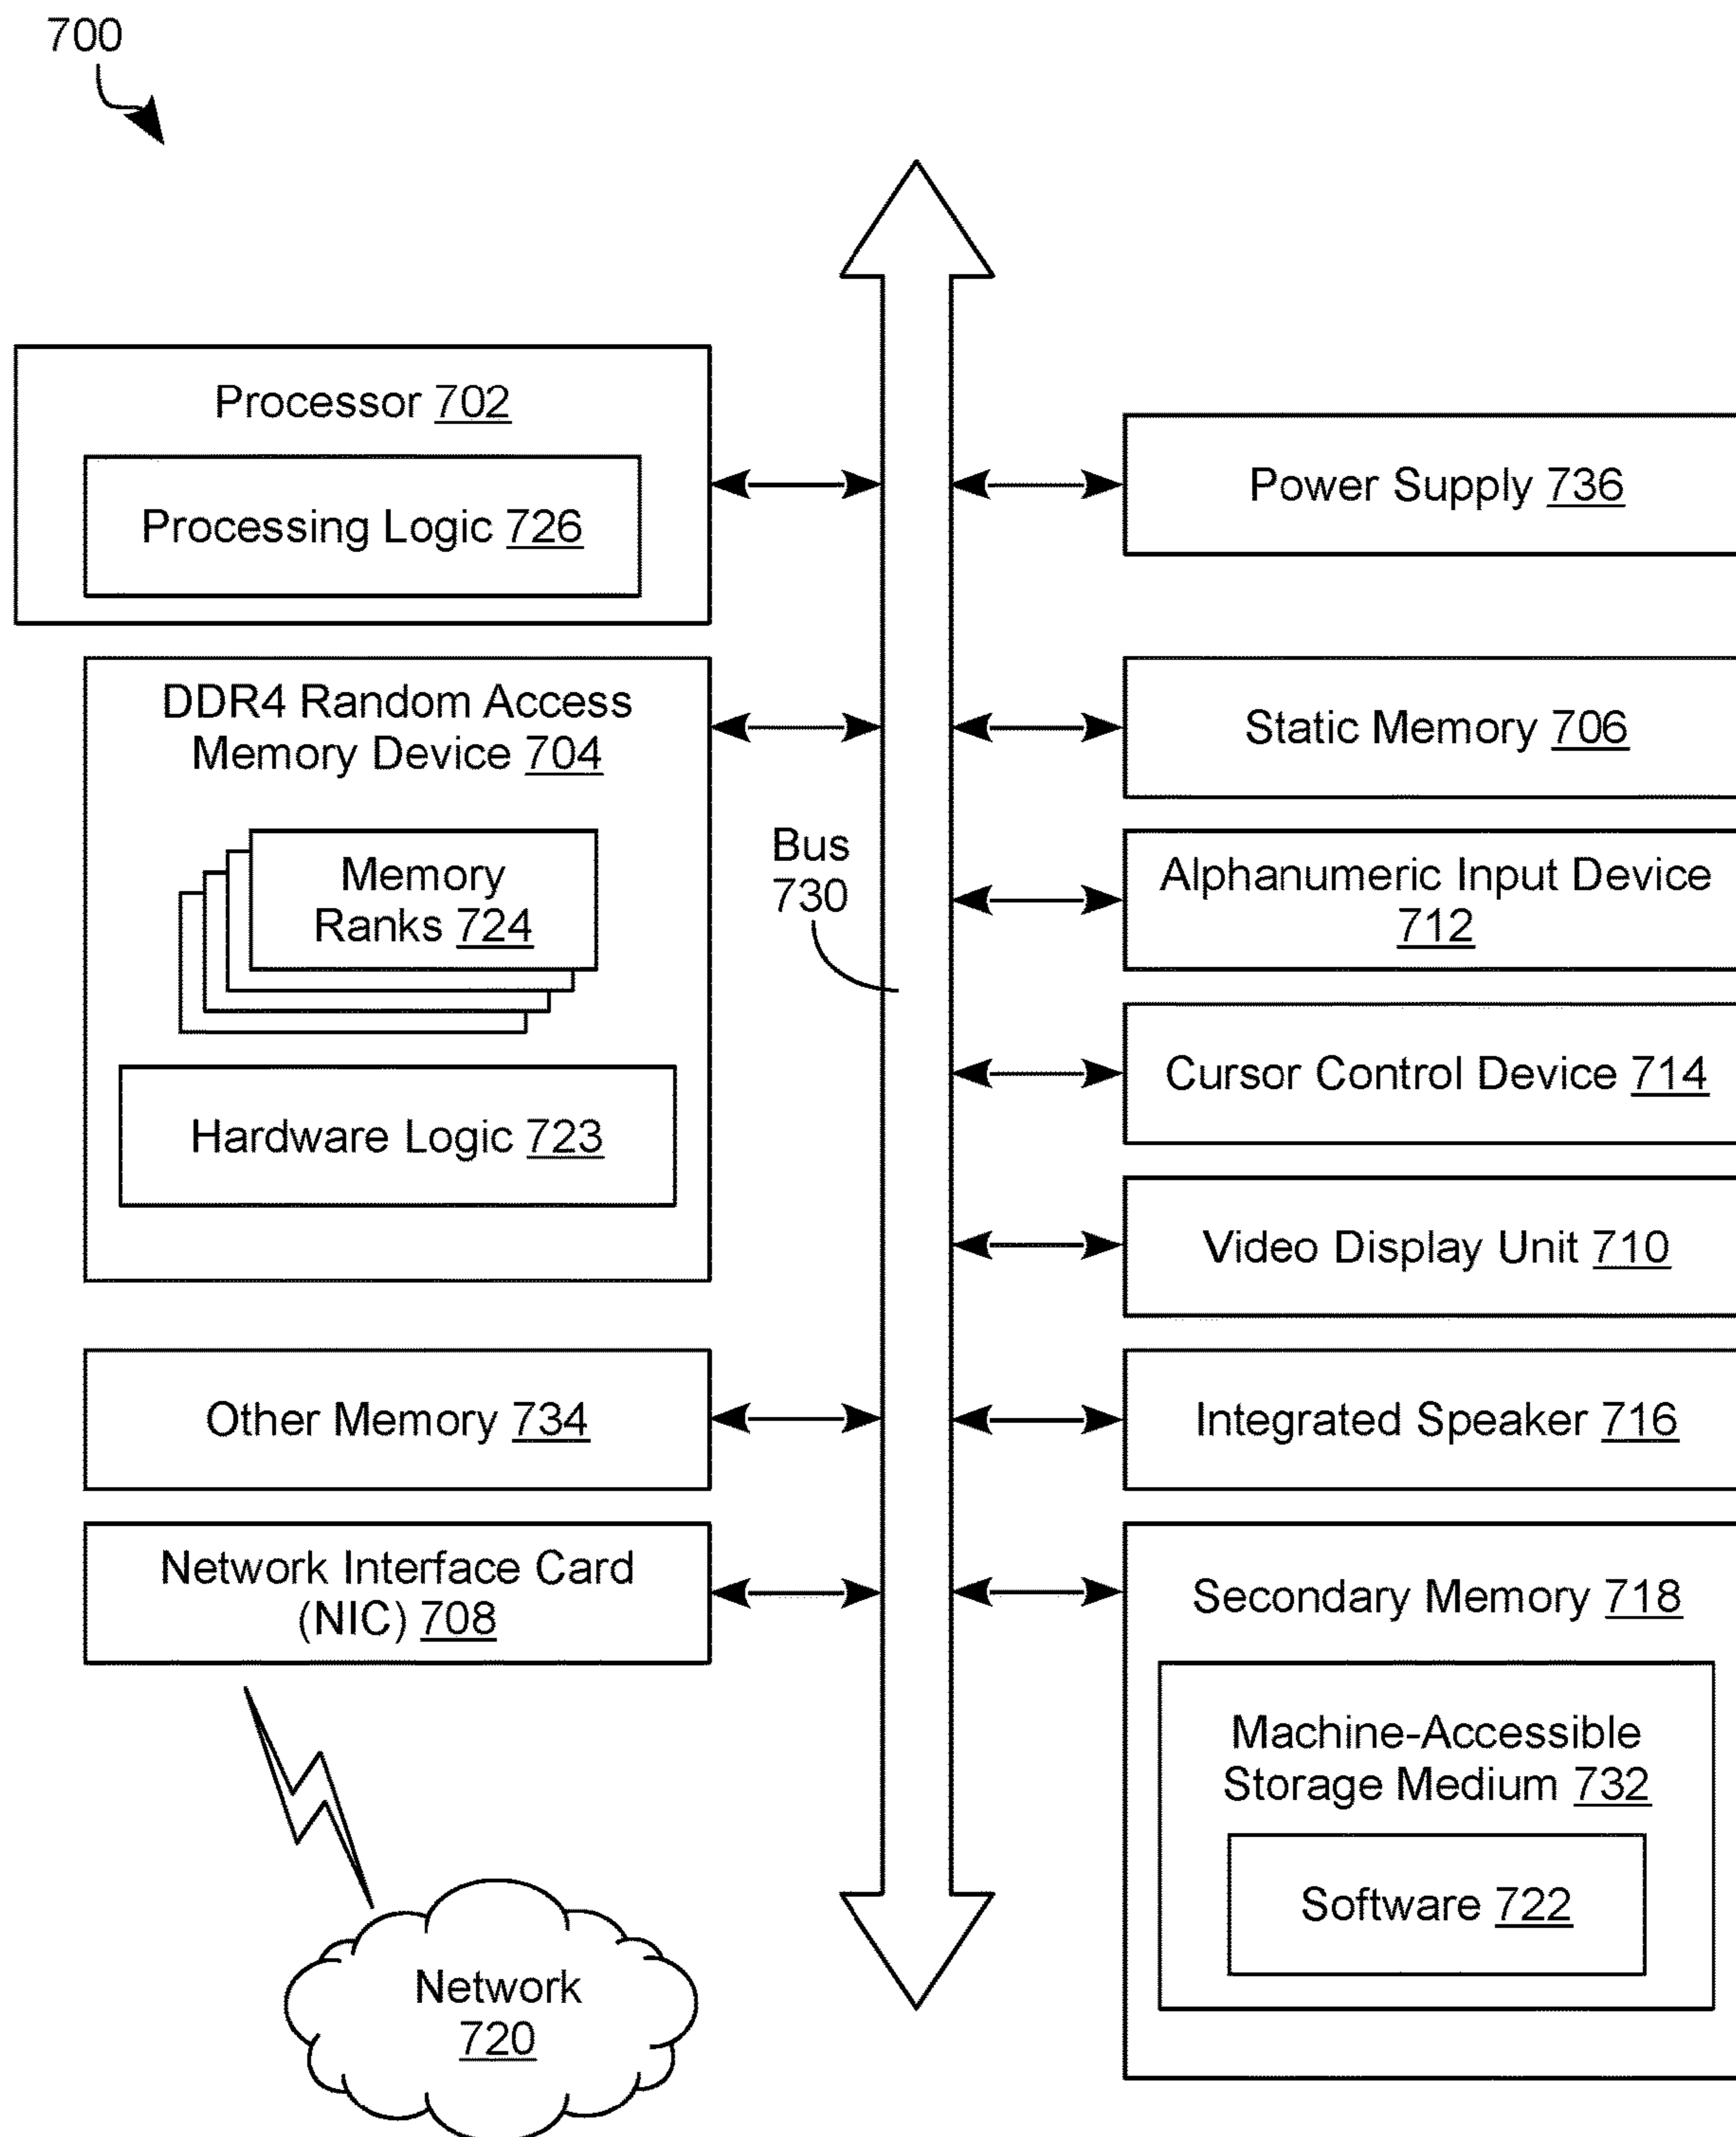 700
Processor 702
Processing Logic 726
DDR4 Random Access
Memory Device 704
Memory
Ranks 724
Hardware Logic 723
Other Memory 734
Network Interface Card
(NIC) 708
Network
720
Bus
730
Power Supply 736
Static Memory 706
Alphanumeric Input Device
712
Cursor Control Device 714
Video Display Unit 710
Integrated Speaker 716
Secondary Memory 718
Machine-Accessible
Storage Medium 732
Software 722